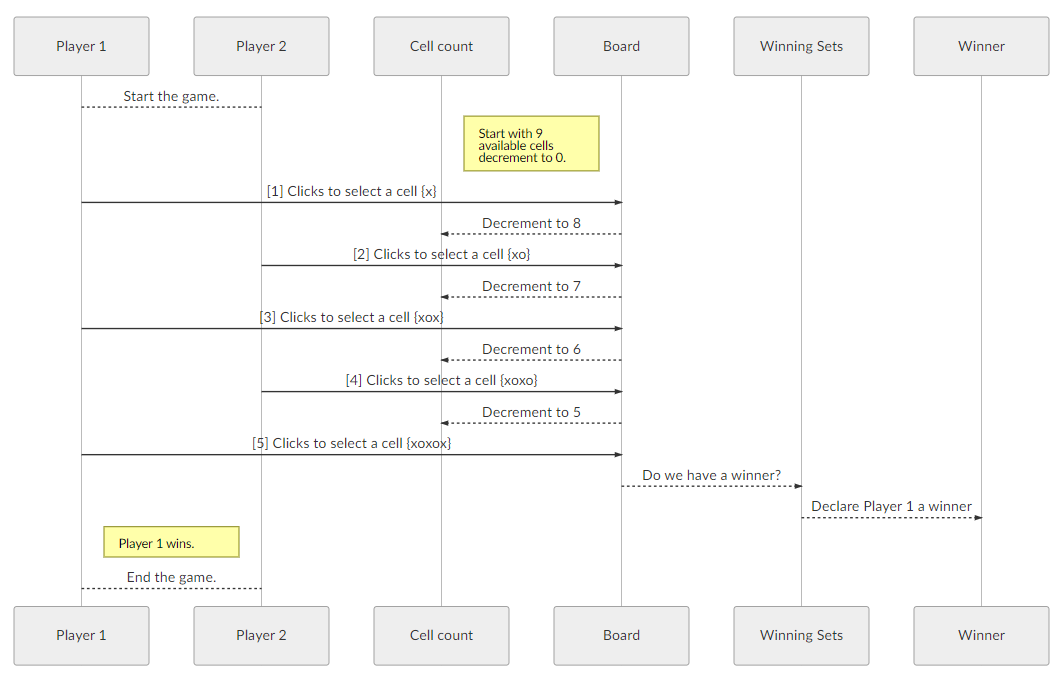 Player 1
Player 2
Cell count
Board
Winning Sets
Winner
Start the game.
Start with 9
available cells
decrement to 0.
[1] Clicks to select a cell {x}
Decrement to 8
[2] Clicks to select a cell {xo}
Decrement to 7
[3] Clicks to select a cell {xox}
Decrement to 6
[4] Clicks to select a cell {xoxo}
Decrement to 5
[5] Clicks to select a cell {xoxox}
Do we have a winner?
Declare Player 1 a winner
Player 1 wins.
End the game.
Player 1
Player 2
Cell count
Board
Winning Sets
Winner